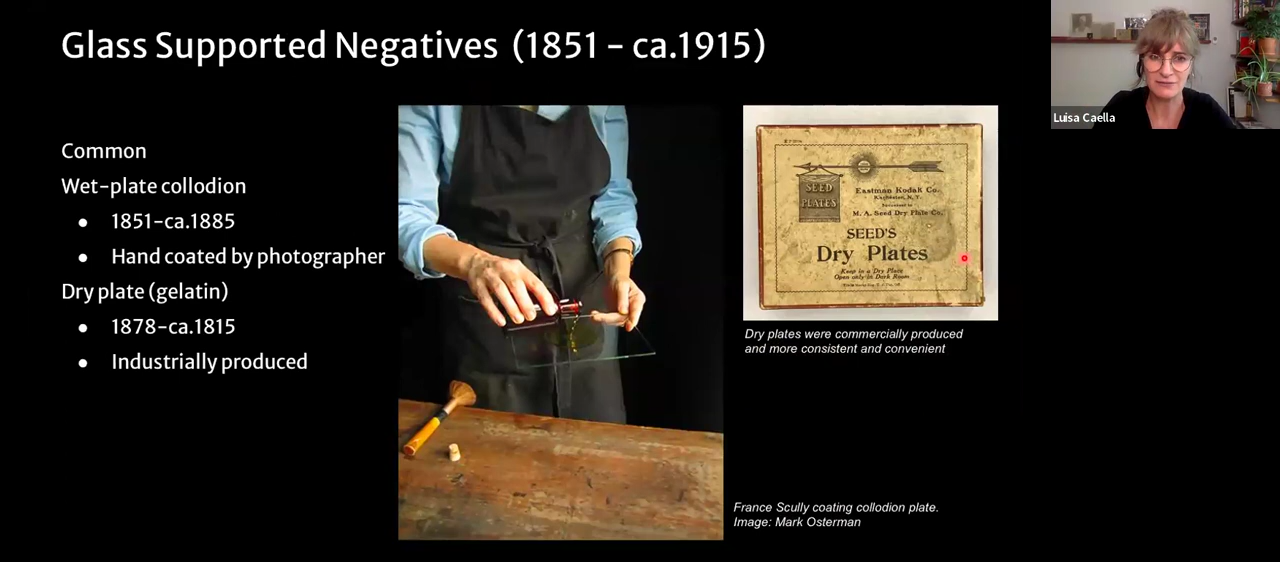 Glass Supported Negatives (1851 – ca.1915)
Luisa Caella
Common
Wet-plate collodion
● 1851-ca.1885
● Hand coated by photographer
Dry plate (gelatin)
● 1878-ca.1815
● Industrially produced
SEED
PLATES
Eastman Kodak Co.
Rochester, N. Y.
M. A. Seed Dry Plate Co.
SEED'S
Dry Plates
Keep in a Dry Place
Open only in Dark Room
Dry plates were commercially produced
and more consistent and convenient
France Scully coating collodion plate.
Image: Mark Osterman